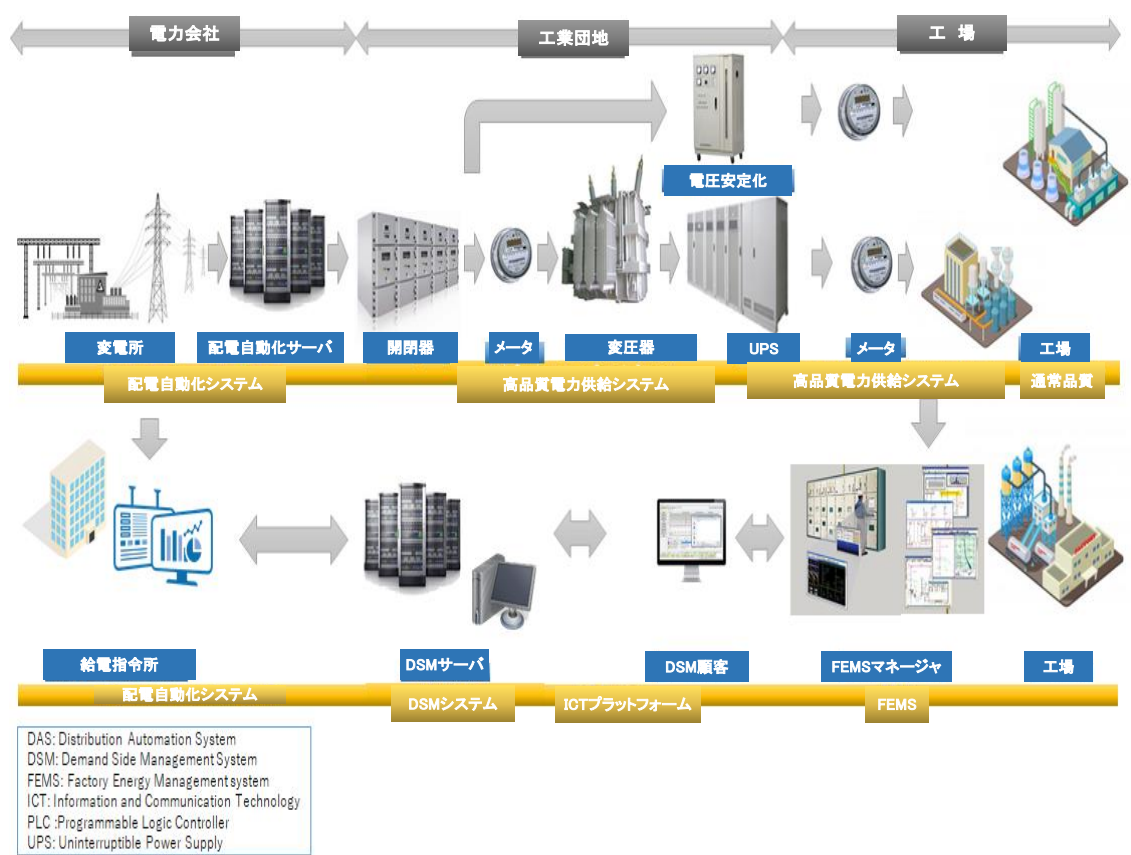 電力会社
工業団地
工 場
電圧安定化
変電所
配電自動化サーバ
開閉器
メータ
変圧器
UPS
メータ
工場
配電自動化システム
高品質電力供給システム
高品質電力供給システム
通常品質
給電指令所
DSMサーバ
DSM顧客
FEMSマネージャ
工場
配電自動化システム
DSMシステム
ICTプラットフォーム
FEMS
DAS: Distribution Automation System
DSM: Demand Side Management System
FEMS: Factory Energy Management system
ICT: Information and Communication Technology
PLC :Programmable Logic Controller
UPS: Uninterruptible Power Supply